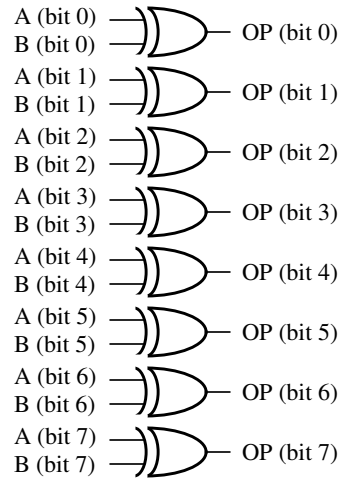 A (bit 0)
B (bit 0)
OP (bit 0)
A (bit 1)
B (bit 1)
OP (bit 1)
A (bit 2)
B (bit 2)
OP (bit 2)
A (bit 3)
B (bit 3)
OP (bit 3)
A (bit 4)
B (bit 4)
OP (bit 4)
A (bit 5)
B (bit 5)
OP (bit 5)
A (bit 6)
B (bit 6)
OP (bit 6)
A (bit 7)
B (bit 7)
OP (bit 7)